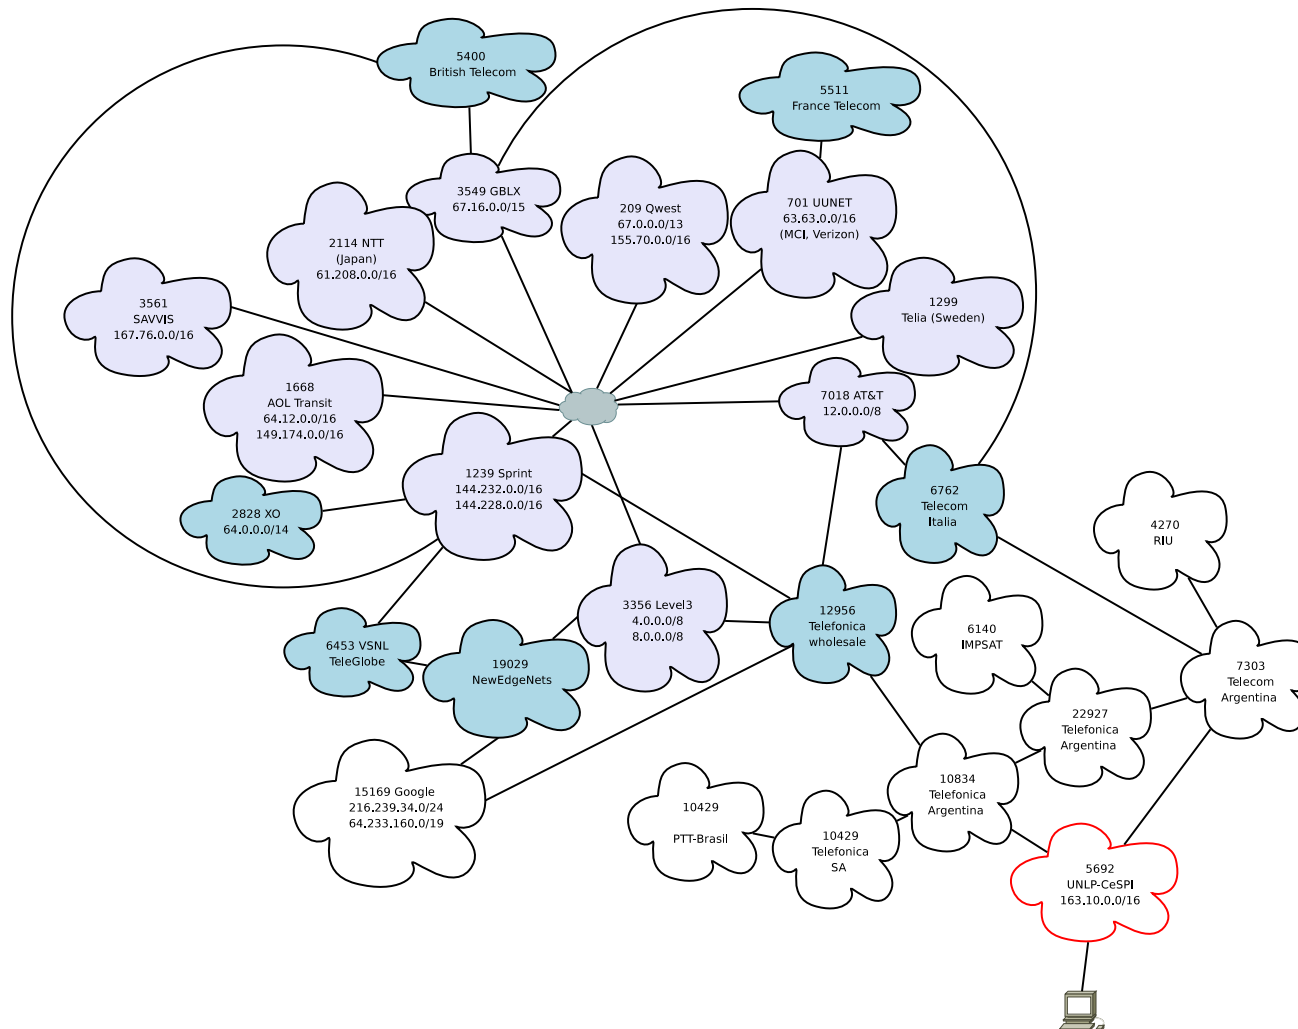 5400
British Telecom
5511
France Telecom
3549 GBLX
67.16.0.0/15
209 Qwest
67.0.0.0/13
155.70.0.0/16
701 UUNET
63.63.0.0/16
(MCI, Verizon)
2114 NTT
(Japan)
61.208.0.0/16
3561
SAVVIS
167.76.0.0/16
1299
Telia (Sweden)
1668
AOL Transit
64.12.0.0/16
149.174.0.0/16
7018 AT&T
12.0.0.0/8
1239 Sprint
144.232.0.0/16
144.228.0.0/16
2828 XO
64.0.0.0/14
6762
Telecom
Italia
4270
RIU
3356 Level3
4.0.0.0/8
8.0.0.0/8
12956
Telefonica
wholesale
6140
IMPSAT
6453 VSNL
TeleGlobe
19029
NewEdgeNets
7303
Telecom
Argentina
22927
Telefonica
Argentina
15169 Google
216.239.34.0/24
64.233.160.0/19
10834
Telefonica
Argentina
10429
PTT-Brasil
10429
Telefonica
SA
5692
UNLP-CeSPI
163.10.0.0/16